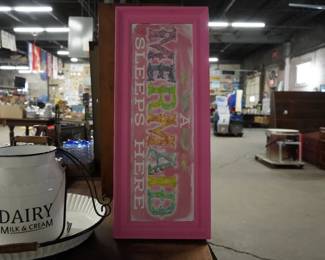 A
MERMAID
SLEEPS HERE
DAIRY
MILK & CREAM